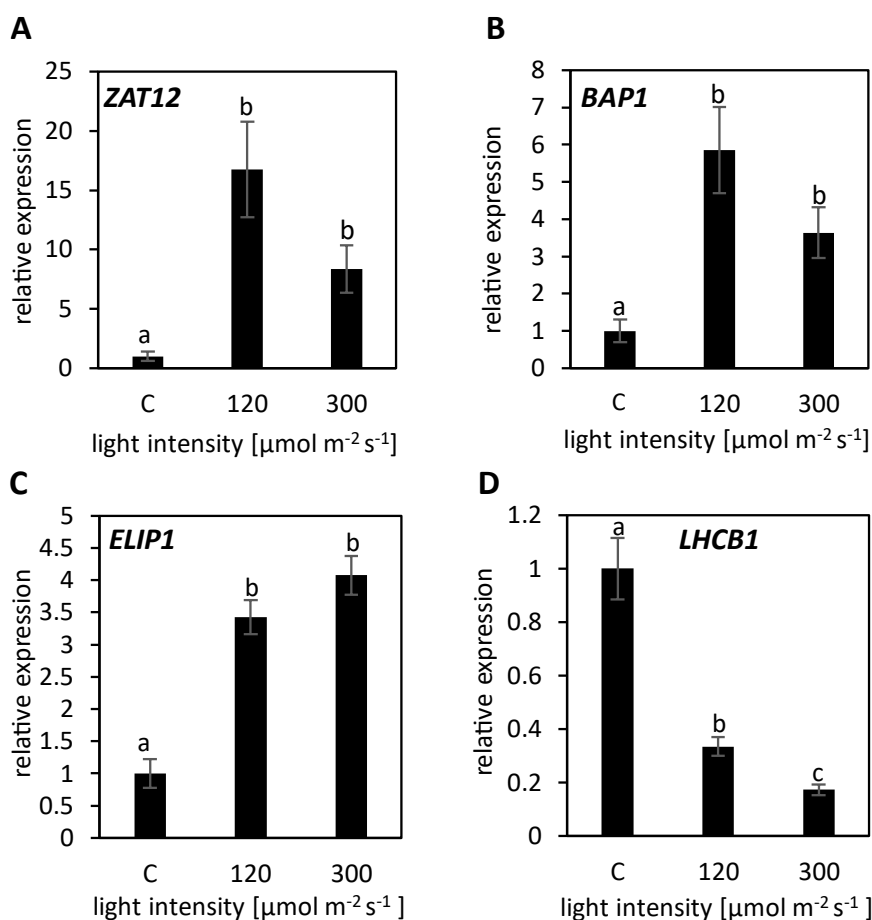 A
ZAT12
relative expression
25
20
15
10
5
0
a
b
b
C 120 300
light intensity [µmol m⁻² s⁻¹]
B
BAP1
relative expression
8
7
6
5
4
3
2
1
0
a
b
b
C 120 300
light intensity [µmol m⁻² s⁻¹]
C
ELIP1
relative expression
5
4.5
4
3.5
3
2.5
2
1.5
1
0.5
0
a
b
b
C 120 300
light intensity [µmol m⁻² s⁻¹ ]
D
LHCB1
relative expression
1.2
1
0.8
0.6
0.4
0.2
0
a
b
c
C 120 300
light intensity [µmol m⁻² s⁻¹ ]